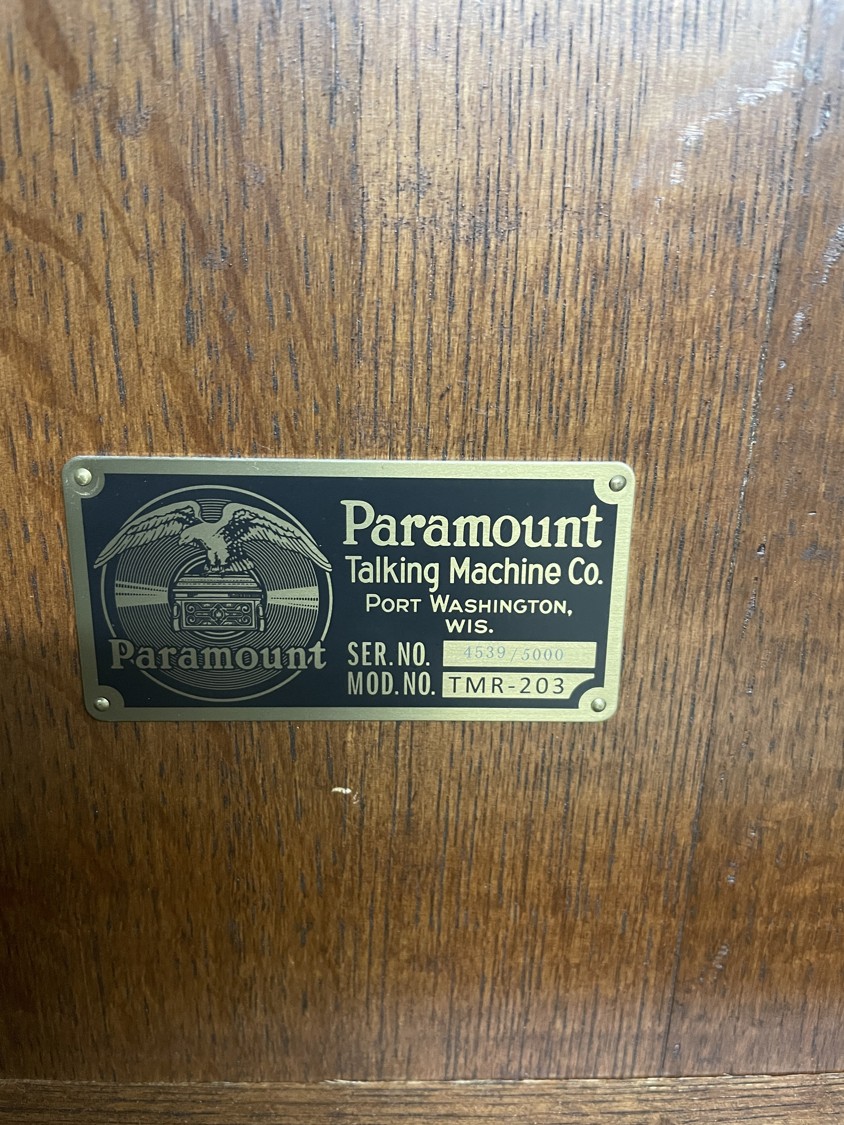 Paramount
Paramount
Talking Machine Co.
PORT WASHINGTON,
WIS.
SER. NO. 4539/5000
MOD. NO. TMR-203